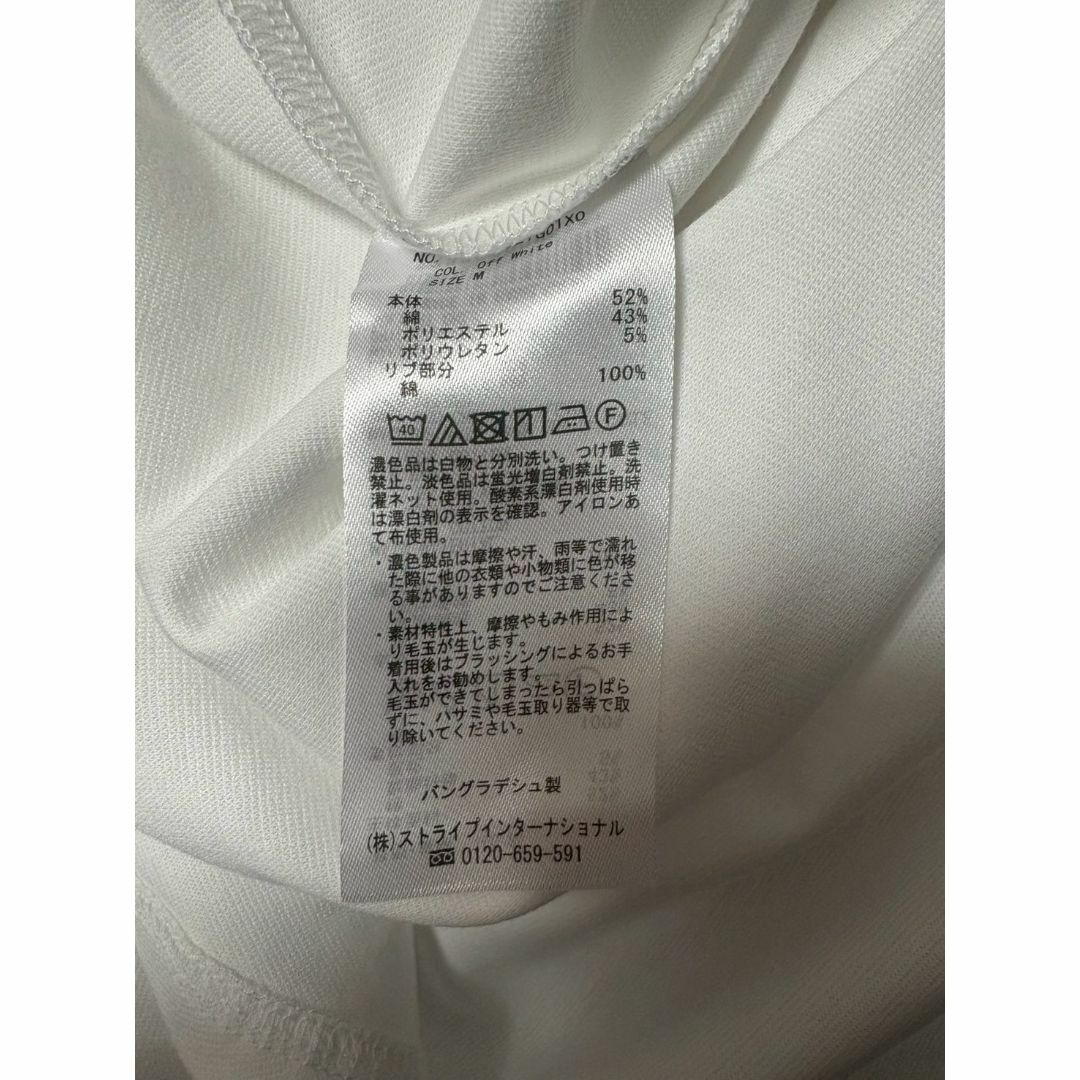 NO.
COL. Off White
SIZE M
本体
綿 52%
ポリエステル 43%
ポリウレタン 5%
リブ部分
綿 100%
40
F
濃色品は白物と分別洗い。つけ置き
禁止。淡色品は蛍光増白剤禁止。洗
濯ネット使用。酸素系漂白剤使用時
は漂白剤の表示を確認。アイロンあ
て布使用。
・濃色製品は摩擦や汗、雨等で濡れ
た際に他の衣類や小物類に色が移
る事がありますのでご注意くださ
い。
・素材特性上、摩擦やもみ作用によ
り毛玉が生じます。
着用後はブラッシングによるお手
入れをお勧めします。
毛玉ができてしまったら引っぱら
ずに、ハサミや毛玉取り器等で取
り除いてください。
バングラデシュ製
(株)ストライプインターナショナル
0120-659-591